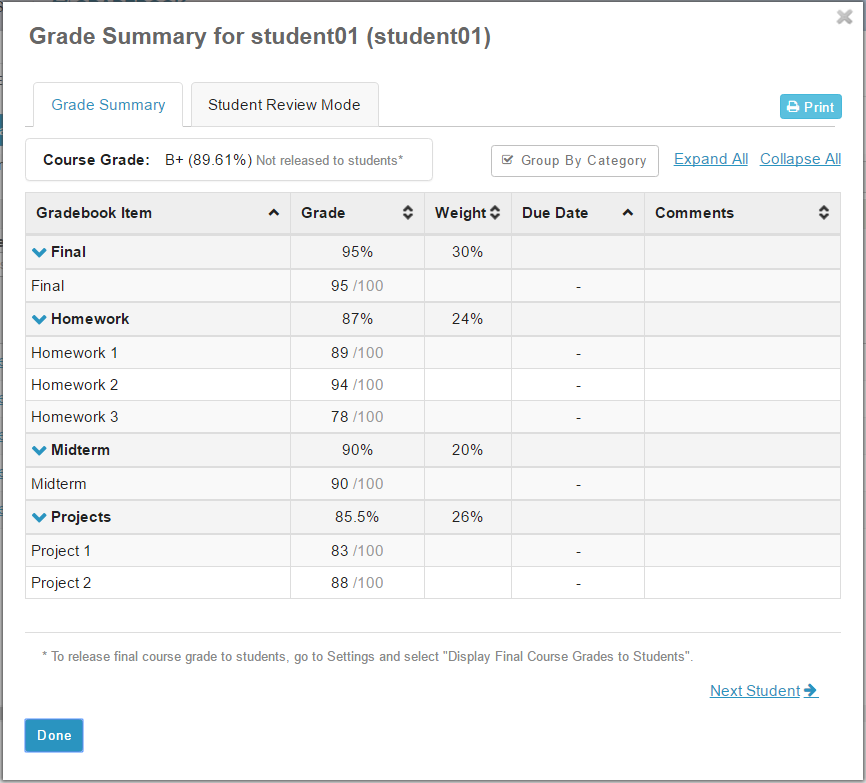 Grade Summary for student01 (student01)
Grade Summary Student Review Mode Print
Course Grade: B+ (89.61%) Not released to students* Group By Category Expand All Collapse All
Gradebook Item Grade Weight Due Date Comments
Final 95% 30%
Final 95 /100 -
Homework 87% 24%
Homework 1 89 /100 -
Homework 2 94 /100 -
Homework 3 78 /100 -
Midterm 90% 20%
Midterm 90 /100 -
Projects 85.5% 26%
Project 1 83 /100 -
Project 2 88 /100 -
* To release final course grade to students, go to Settings and select "Display Final Course Grades to Students".
Next Student
Done